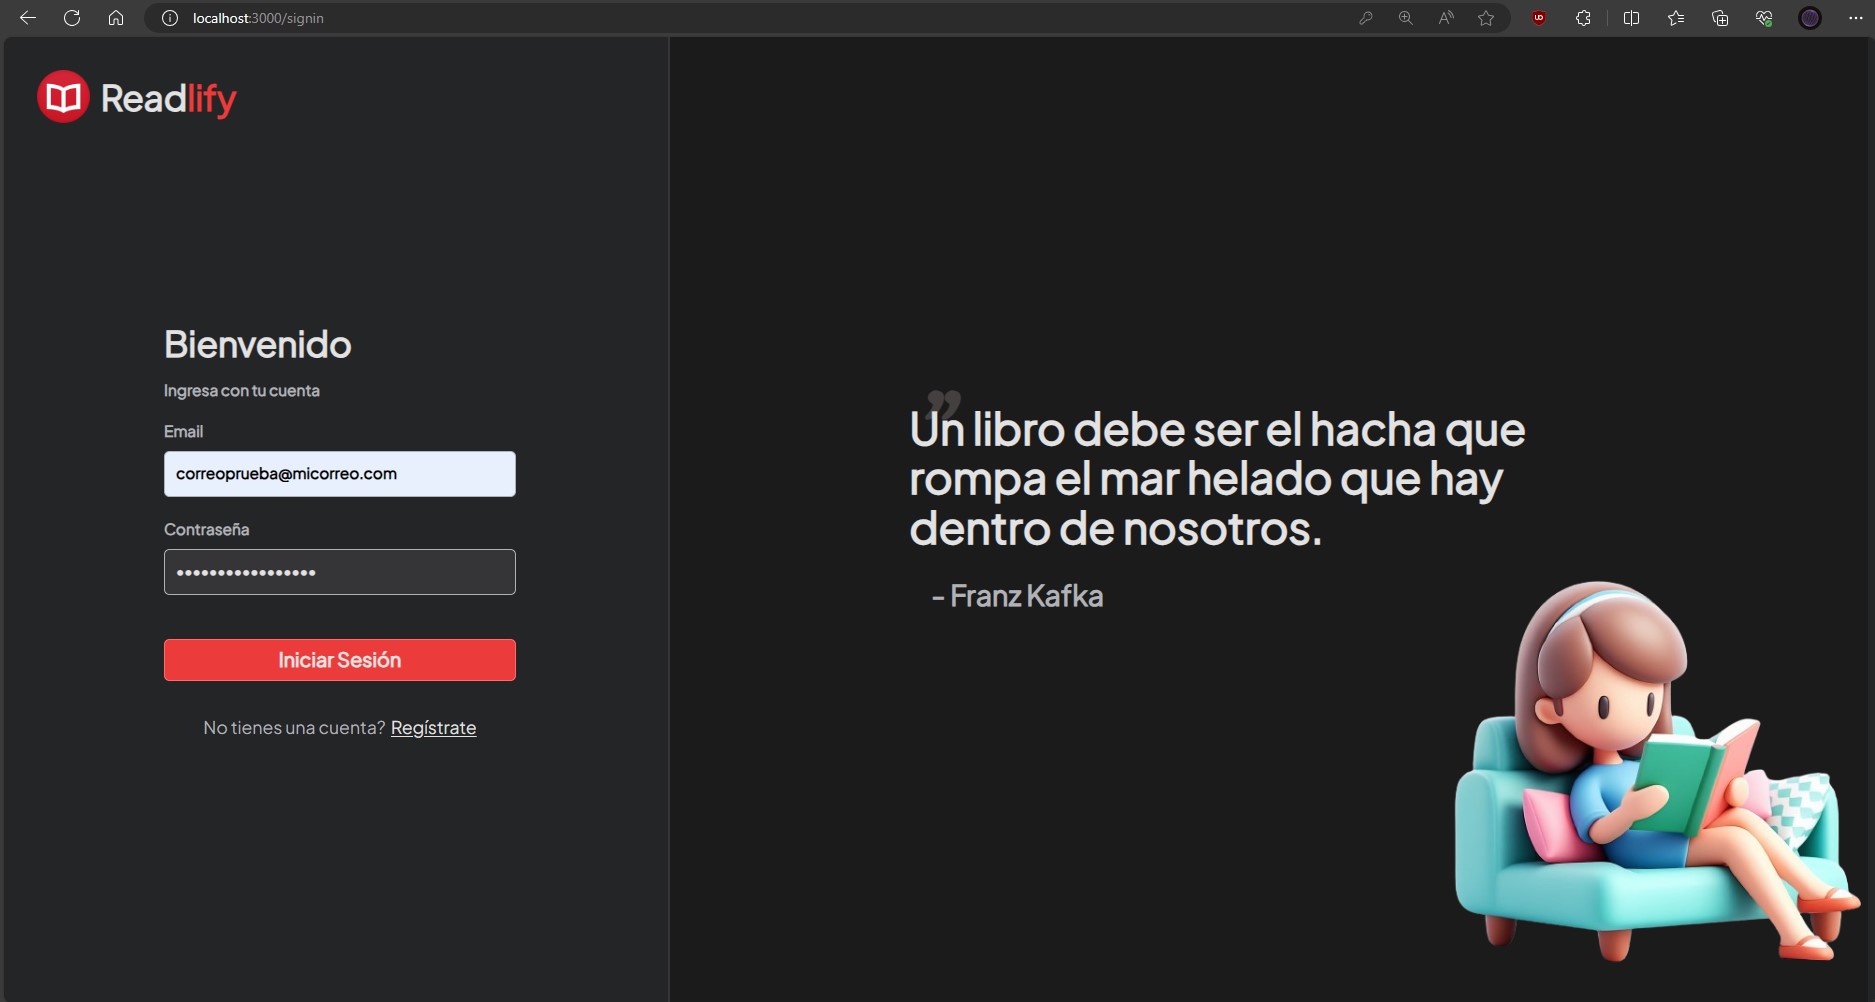 localhost:3000/signin
Readlify
Bienvenido
Ingresa con tu cuenta
Email
correoprueba@micorreo.com
Contraseña
•••••••••••••••••
Iniciar Sesión
No tienes una cuenta? Regístrate
”
Un libro debe ser el hacha que
rompa el mar helado que hay
dentro de nosotros.
- Franz Kafka